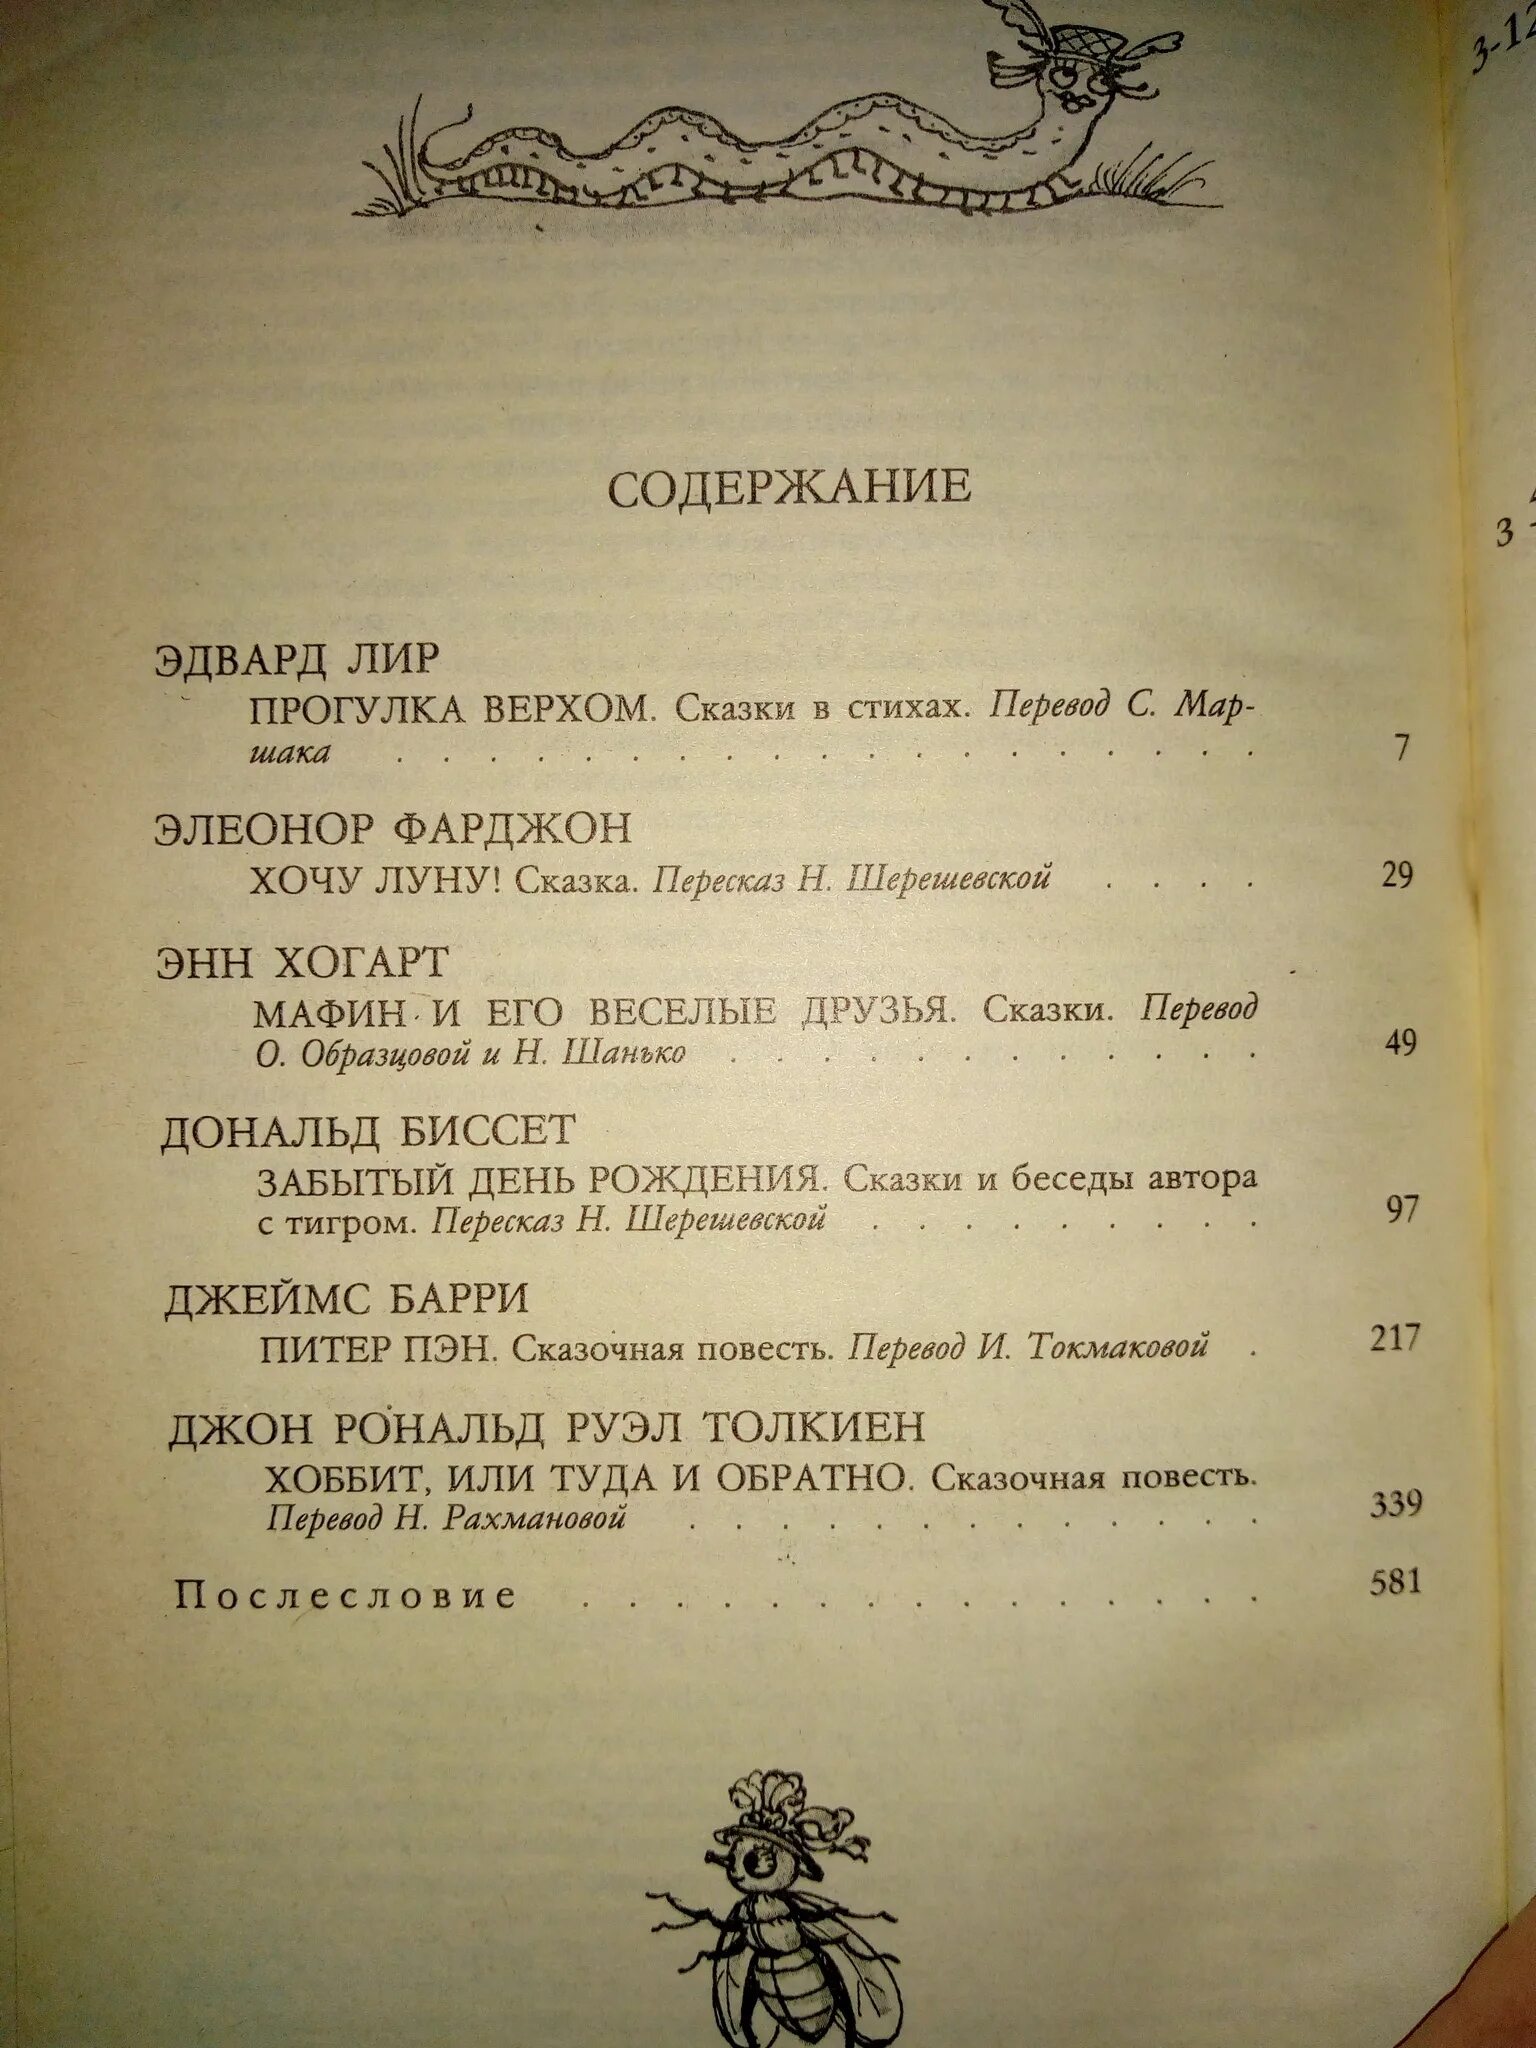 СОДЕРЖАНИЕ
ЭДВАРД ЛИР
ПРОГУЛКА ВЕРХОМ. Сказки в стихах. Перевод С. Мар-
шака . . . . . . . . . . . . . . . . . . . 7
ЭЛЕОНОР ФАРДЖОН
ХОЧУ ЛУНУ! Сказка. Пересказ Н. Шерешевской . . . . 29
ЭНН ХОГАРТ
МАФИН И ЕГО ВЕСЕЛЫЕ ДРУЗЬЯ. Сказки. Перевод
О. Образцовой и Н. Шанько . . . . . . . . . . . . 49
ДОНАЛЬД БИССЕТ
ЗАБЫТЫЙ ДЕНЬ РОЖДЕНИЯ. Сказки и беседы автора
с тигром. Пересказ Н. Шерешевской . . . . . . . . . 97
ДЖЕЙМС БАРРИ
ПИТЕР ПЭН. Сказочная повесть. Перевод И. Токмаковой . 217
ДЖОН РОНАЛЬД РУЭЛ ТОЛКИЕН
ХОББИТ, ИЛИ ТУДА И ОБРАТНО. Сказочная повесть.
Перевод Н. Рахмановой . . . . . . . . . . . . . 339
Послесловие . . . . . . . . . . . . . . . 581
3-12